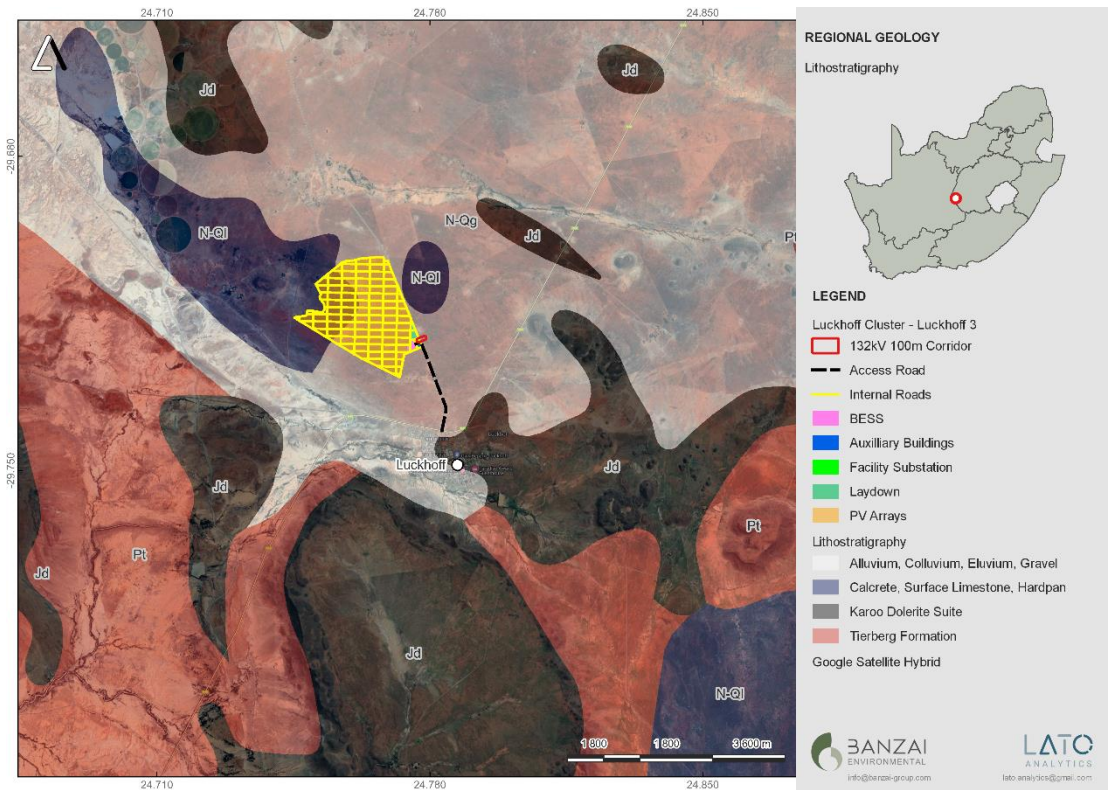 24.710
24.780
24.850
-29.680
-29.750
Jd
Jd
N-Ql
N-Qg
Jd
Pt
N-Ql
Luckhoff
Jd
Jd
Pt
Pt
Jd
Jd
N-Ql
1 800
1 800
3 600 m
24.710
24.780
24.850
REGIONAL GEOLOGY
Lithostratigraphy
LEGEND
Luckhoff Cluster - Luckhoff 3
132kV 100m Corridor
Access Road
Internal Roads
BESS
Auxilliary Buildings
Facility Substation
Laydown
PV Arrays
Lithostratigraphy
Alluvium, Colluvium, Eluvium, Gravel
Calcrete, Surface Limestone, Hardpan
Karoo Dolerite Suite
Tierberg Formation
Google Satellite Hybrid
BANZAI
ENVIRONMENTAL
info@banzai-group.com
LATO
ANALYTICS
lato.analytics@gmail.com